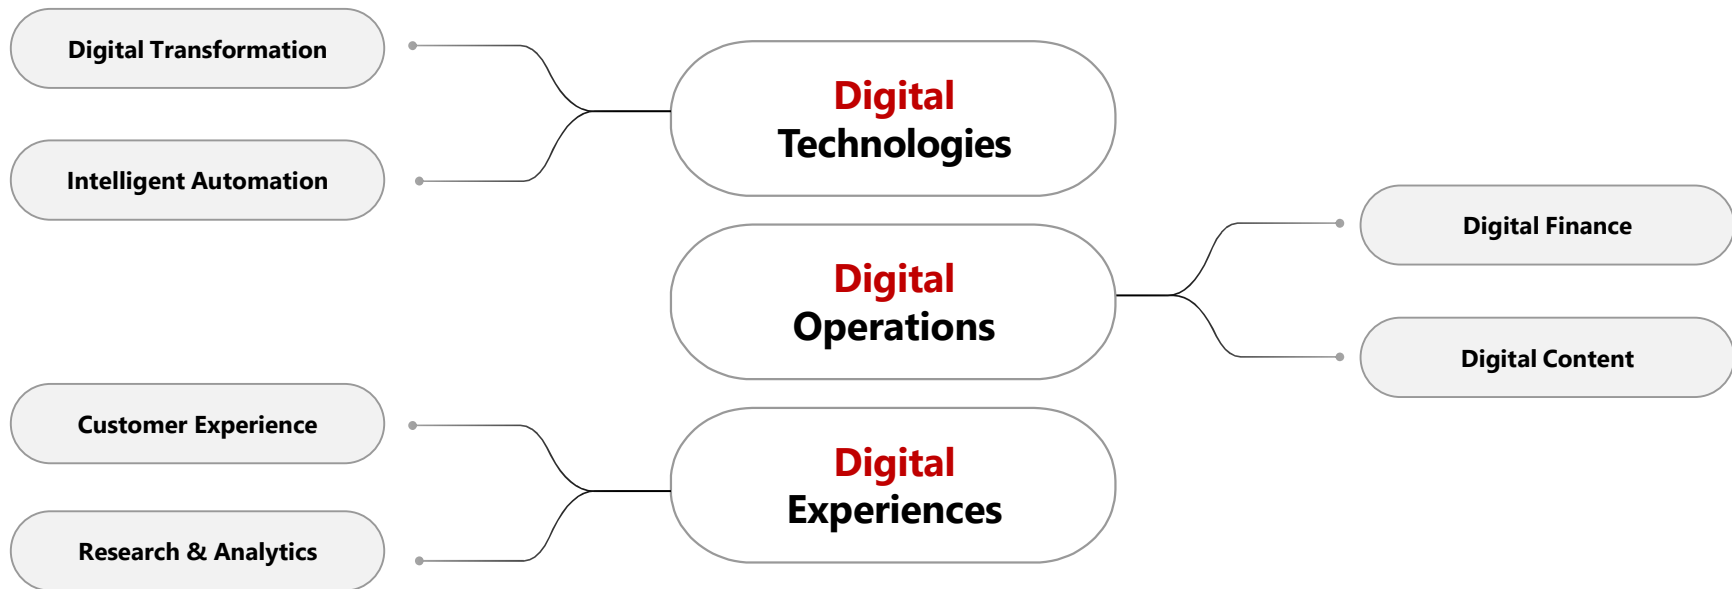 Digital Transformation
Intelligent Automation
Digital
Technologies
Digital
Operations
Digital Finance
Digital Content
Customer Experience
Research & Analytics
Digital
Experiences